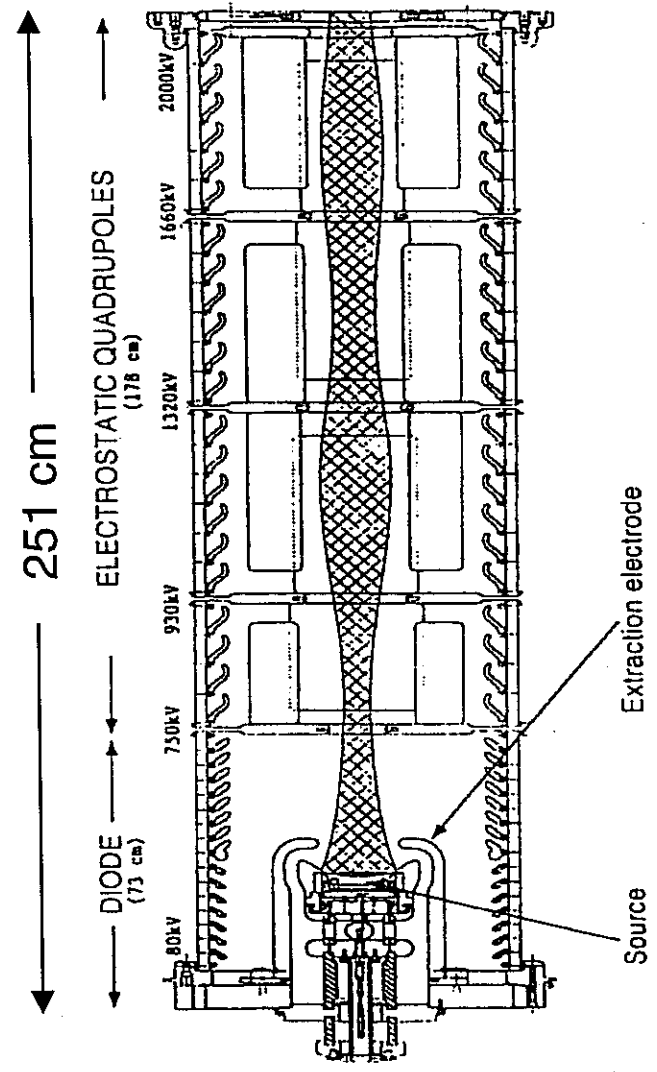 251 cm
DIODE
(73 cm)
ELECTROSTATIC QUADRUPOLES
(178 cm)
80kV
750kV
930kV
1320kV
1660kV
2000kV
Source
Extraction electrode